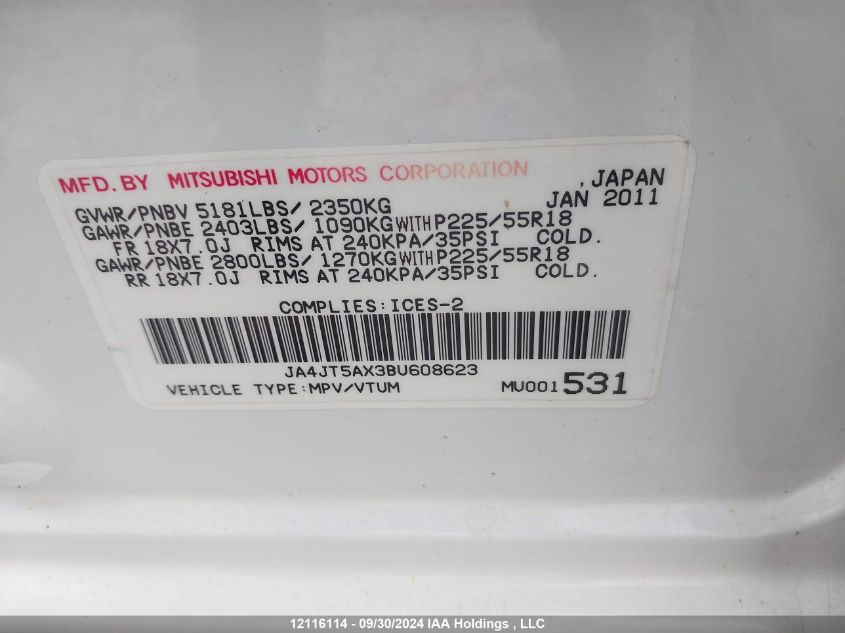 MFD. BY MITSUBISHI MOTORS CORPORATION , JAPAN
GVWR/PNBV 5181LBS/ 2350KG JAN 2011
GAWR/PNBE 2403LBS/ 1090KG WITH P225/55R18
FR 18X7.0J RIMS AT 240KPA/35PSI COLD.
GAWR/PNBE 2800LBS/ 1270KG WITH P225/55R18
RR 18X7.0J RIMS AT 240KPA/35PSI COLD.
COMPLIES:ICES-2
JA4JT5AX3BU608623
VEHICLE TYPE:MPV/VTUM MU001531
12116114 - 09/30/2024 IAA Holdings , LLC